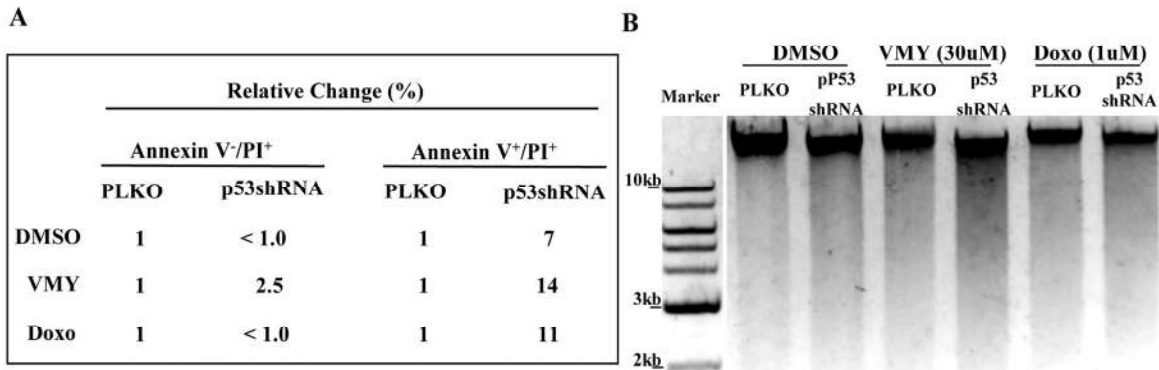 A
Relative Change (%)
Annexin V⁻/PI⁺ Annexin V⁺/PI⁺
PLKO p53shRNA PLKO p53shRNA
DMSO 1 < 1.0 1 7
VMY 1 2.5 1 14
Doxo 1 < 1.0 1 11
B
DMSO VMY (30uM) Doxo (1uM)
Marker PLKO pP53 shRNA PLKO p53 shRNA PLKO p53 shRNA
10kb
3kb
2kb